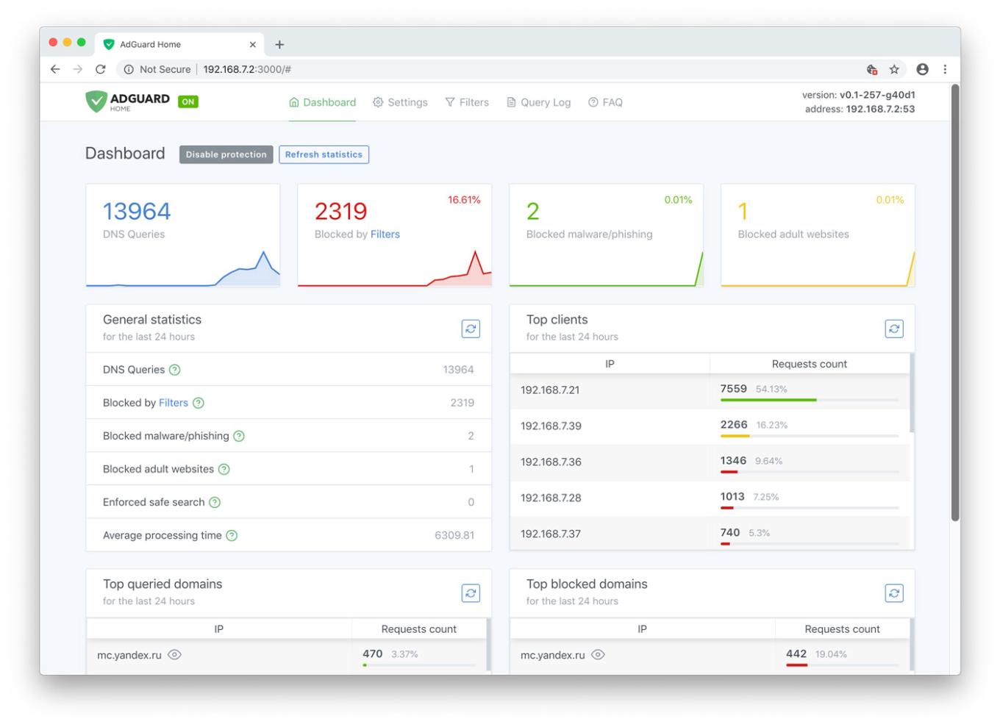 AdGuard Home
Not Secure | 192.168.7.2:3000/#
ADGUARD
HOME
ON
Dashboard
Settings
Filters
Query Log
FAQ
version: v0.1-257-g40d1
address: 192.168.7.2:53
Dashboard
Disable protection
Refresh statistics
13964
DNS Queries
16.61%
2319
Blocked by Filters
0.01%
2
Blocked malware/phishing
0.01%
1
Blocked adult websites
General statistics
for the last 24 hours
DNS Queries 13964
Blocked by Filters 2319
Blocked malware/phishing 2
Blocked adult websites 1
Enforced safe search 0
Average processing time 6309.81
Top clients
for the last 24 hours
IP Requests count
192.168.7.21 7559 54.13%
192.168.7.39 2266 16.23%
192.168.7.36 1346 9.64%
192.168.7.28 1013 7.25%
192.168.7.37 740 5.3%
Top queried domains
for the last 24 hours
IP Requests count
mc.yandex.ru 470 3.37%
Top blocked domains
for the last 24 hours
IP Requests count
mc.yandex.ru 442 19.04%